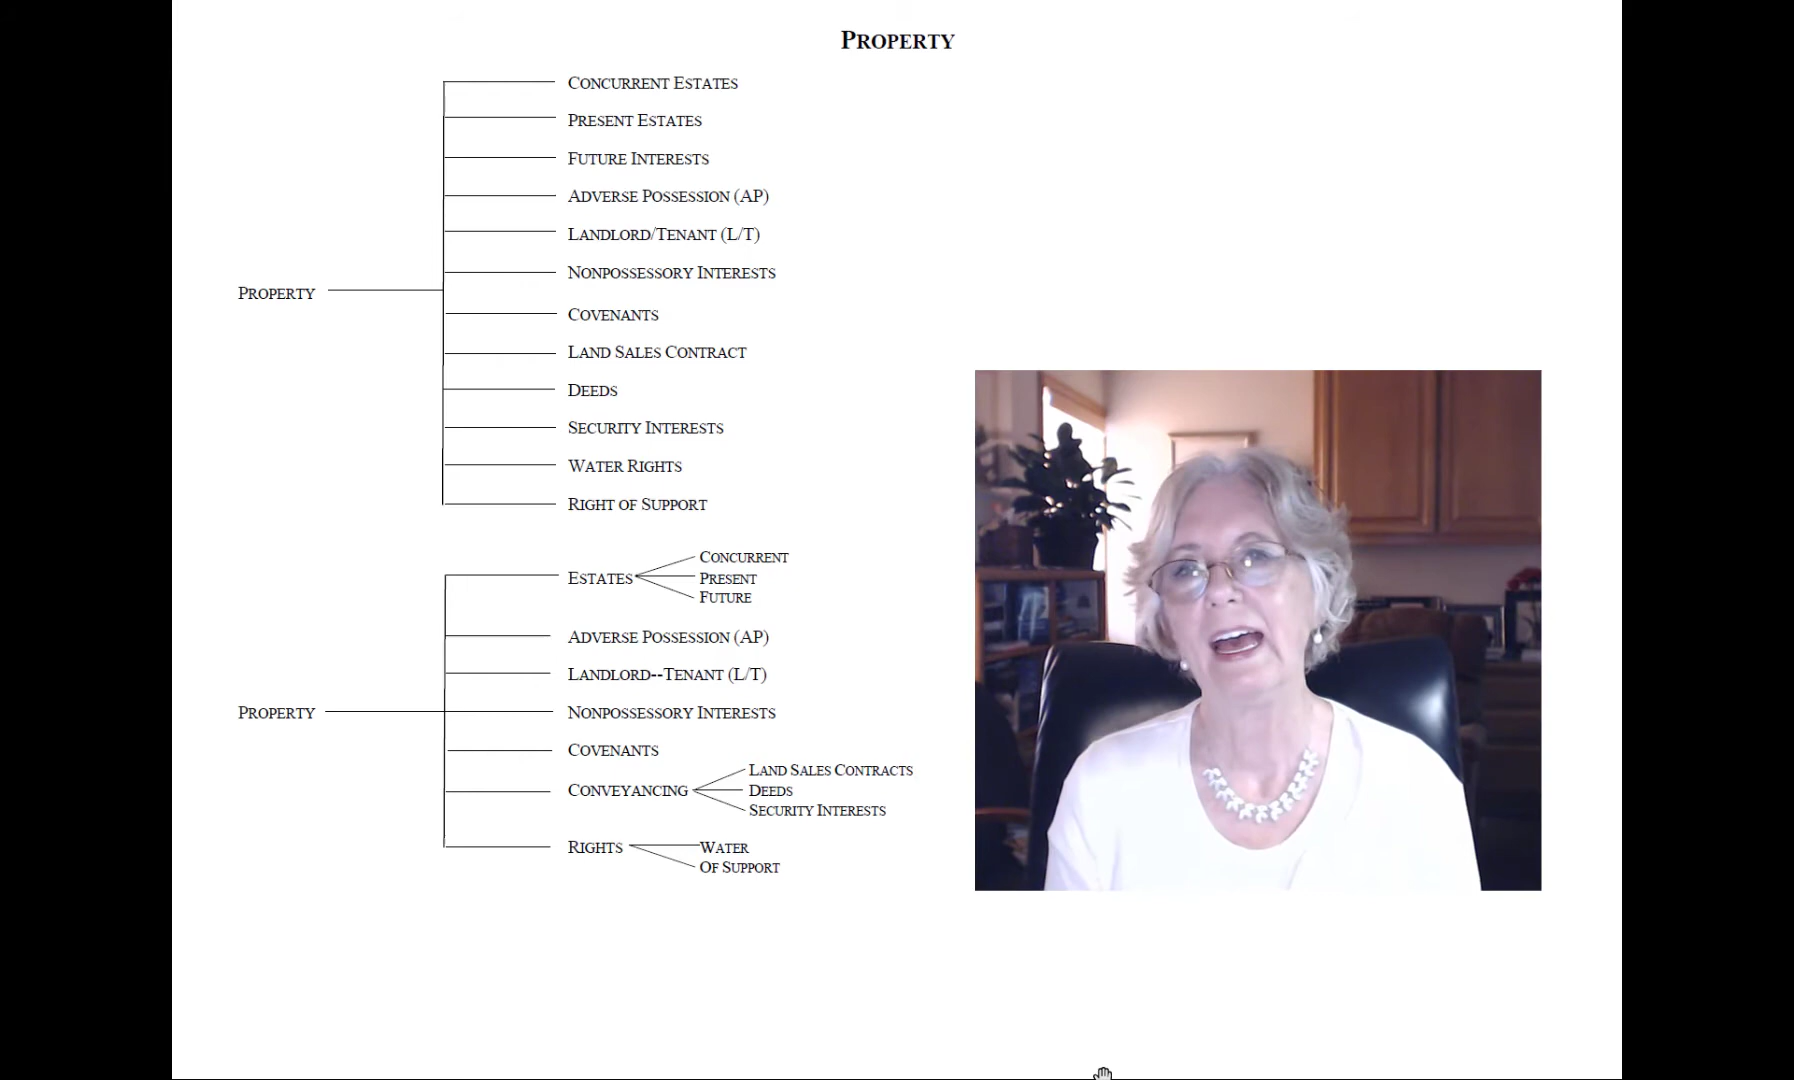 PROPERTY
CONCURRENT ESTATES
PRESENT ESTATES
FUTURE INTERESTS
ADVERSE POSSESSION (AP)
LANDLORD/TENANT (L/T)
NONPOSSESSORY INTERESTS
PROPERTY
COVENANTS
LAND SALES CONTRACT
DEEDS
SECURITY INTERESTS
WATER RIGHTS
RIGHT OF SUPPORT
ESTATES
CONCURRENT
PRESENT
FUTURE
ADVERSE POSSESSION (AP)
LANDLORD--TENANT (L/T)
PROPERTY
NONPOSSESSORY INTERESTS
COVENANTS
CONVEYANCING
LAND SALES CONTRACTS
DEEDS
SECURITY INTERESTS
RIGHTS
WATER
OF SUPPORT